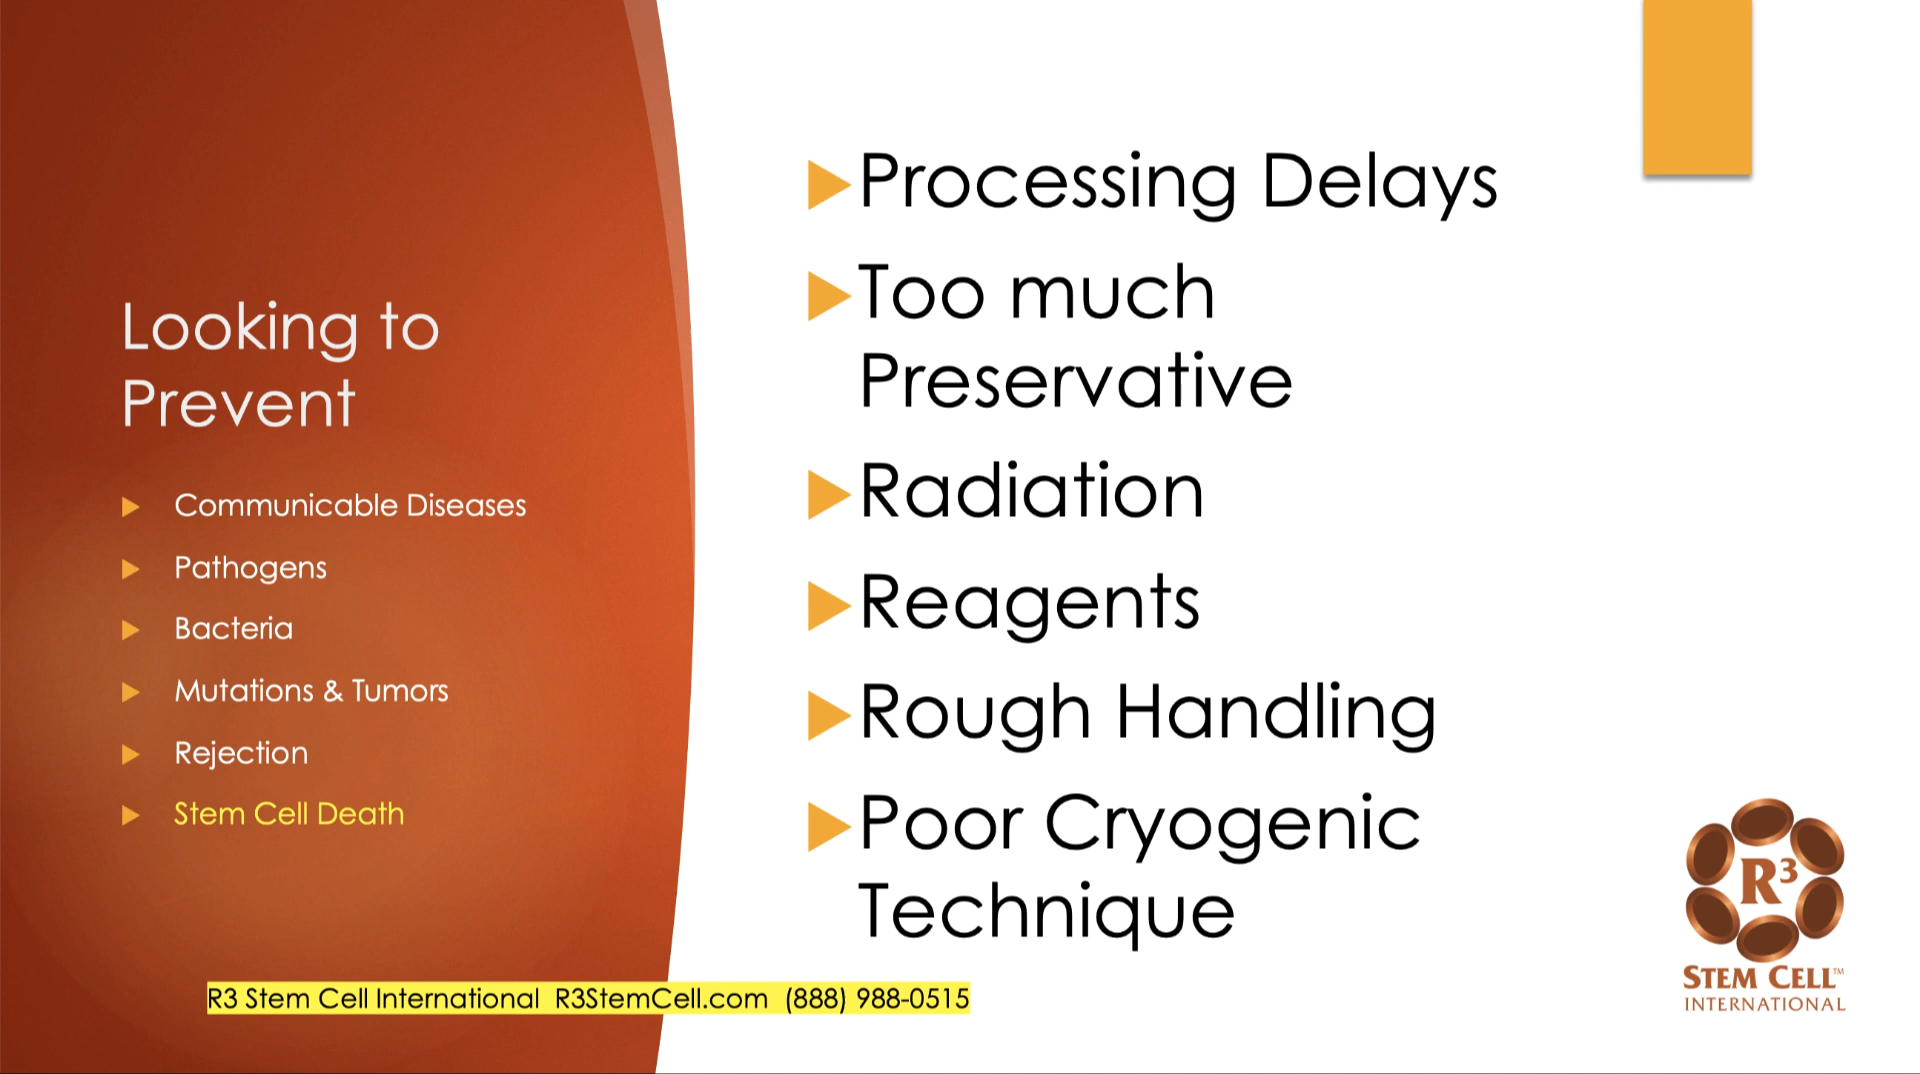 Looking to
Prevent
Communicable Diseases
Pathogens
Bacteria
Mutations & Tumors
Rejection
Stem Cell Death
Processing Delays
Too much
Preservative
Radiation
Reagents
Rough Handling
Poor Cryogenic
Technique
R3 Stem Cell International  R3StemCell.com  (888) 988-0515
R³
STEM CELL™
INTERNATIONAL